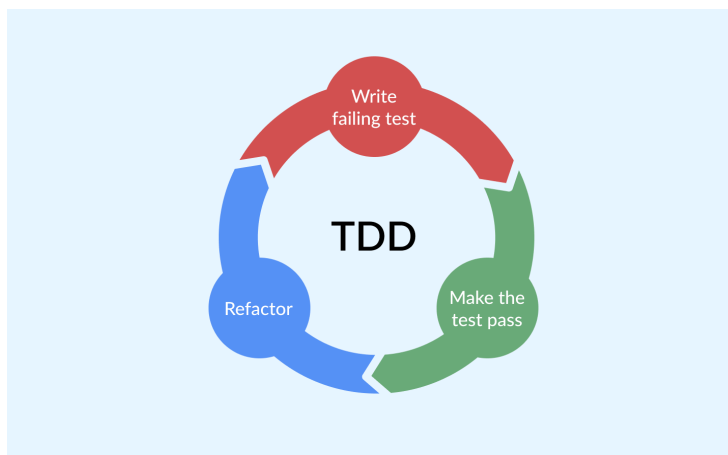 Write
failing test
TDD
Refactor
Make the
test pass